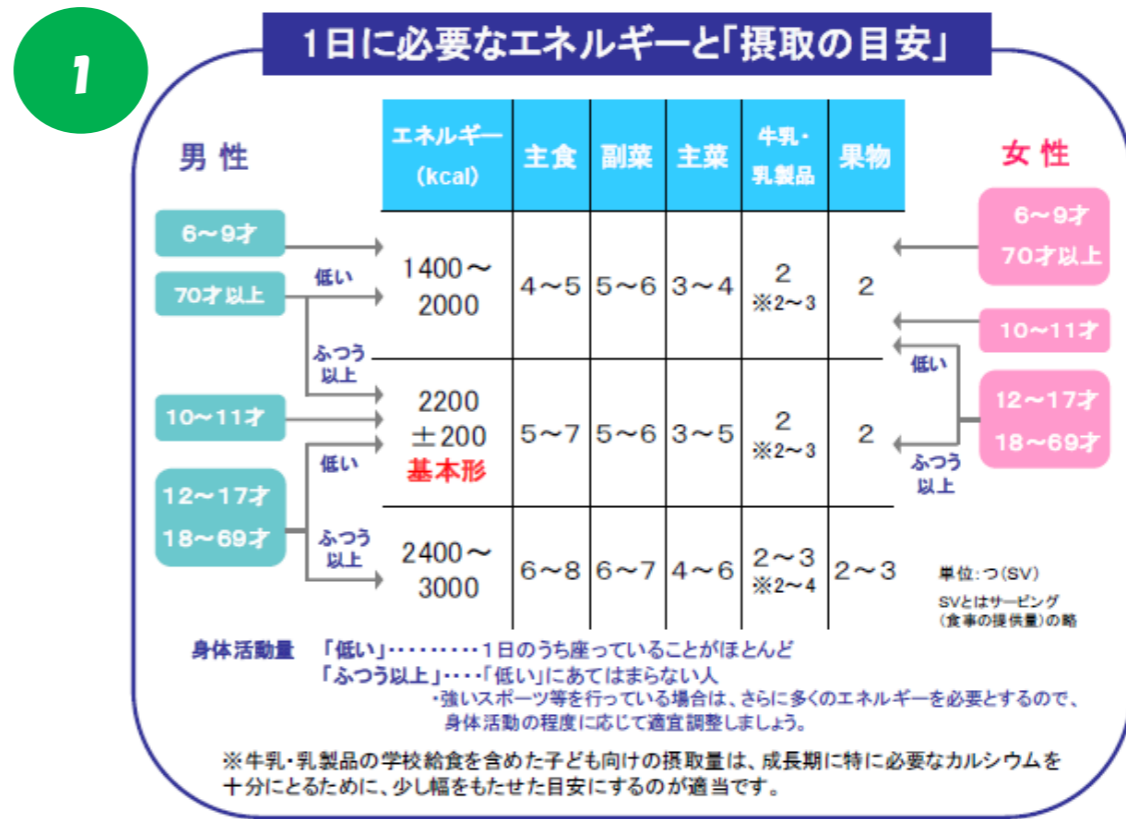 1
1日に必要なエネルギーと「摂取の目安」
男性
女性
エネルギー
(kcal)
主食
副菜
主菜
牛乳・
乳製品
果物
6〜9才
70才以上
低い
ふつう
以上
10〜11才
12〜17才
18〜69才
低い
ふつう
以上
1400〜
2000
4〜5
5〜6
3〜4
2
※2〜3
2
2200
±200
基本形
5〜7
5〜6
3〜5
2
※2〜3
2
2400〜
3000
6〜8
6〜7
4〜6
2〜3
※2〜4
2〜3
6〜9才
70才以上
10〜11才
低い
12〜17才
18〜69才
ふつう
以上
単位:つ(SV)
SVとはサービング
(食事の提供量)の略
身体活動量 「低い」・・・・・・・・・1日のうち座っていることがほとんど
「ふつう以上」・・・・「低い」にあてはまらない人
・強いスポーツ等を行っている場合は、さらに多くのエネルギーを必要とするので、
身体活動の程度に応じて適宜調整しましょう。
※牛乳・乳製品の学校給食を含めた子ども向けの摂取量は、成長期に特に必要なカルシウムを
十分にとるために、少し幅をもたせた目安にするのが適当です。